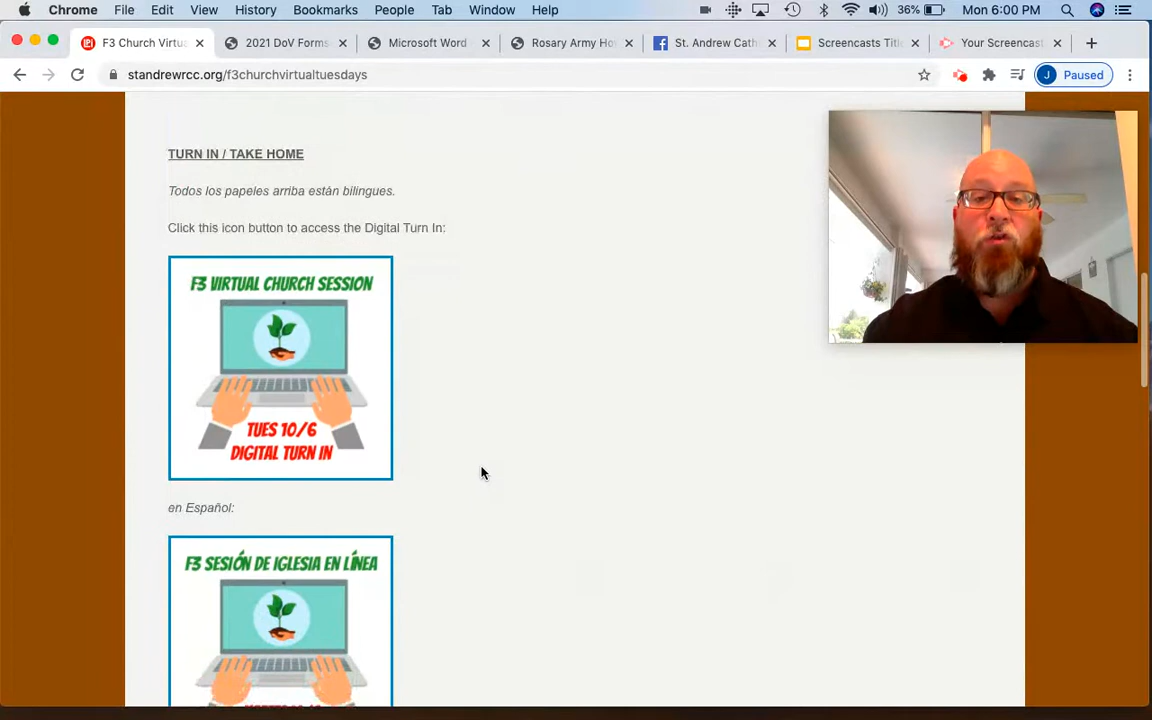 Chrome File Edit View History Bookmarks People Tab Window Help 36% Mon 6:00 PM
F3 Church Virtua 2021 DoV Forms Microsoft Word Rosary Army Ho St. Andrew Cath Screencasts Title Your Screencast
standrewrcc.org/f3churchvirtualtuesdays J Paused
TURN IN / TAKE HOME
Todos los papeles arriba están bilingues.
Click this icon button to access the Digital Turn In:
F3 VIRTUAL CHURCH SESSION
TUES 10/6
DIGITAL TURN IN
en Español:
F3 SESIÓN DE IGLESIA EN LÍNEA